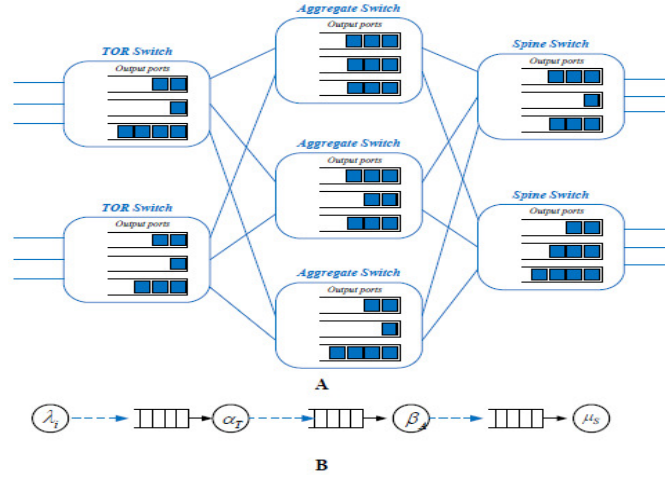 Aggregate Switch
Output ports
TOR Switch
Output ports
Spine Switch
Output ports
Aggregate Switch
Output ports
TOR Switch
Output ports
Spine Switch
Output ports
Aggregate Switch
Output ports
A
λi αT β μS
B